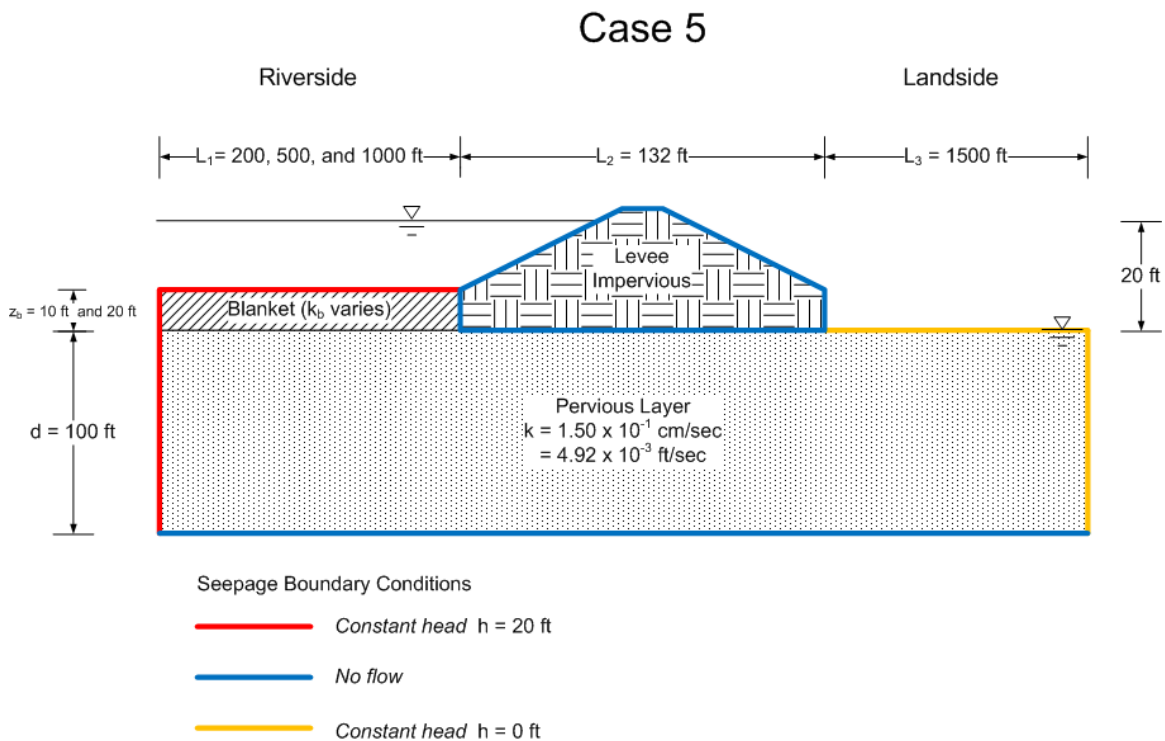 Case 5
Riverside
Landside
L₁= 200, 500, and 1000 ft
L₂ = 132 ft
L₃ = 1500 ft
Levee
Impervious
20 ft
z_b = 10 ft and 20 ft
Blanket (k_b varies)
Pervious Layer
k = 1.50 x 10⁻¹ cm/sec
= 4.92 x 10⁻³ ft/sec
d = 100 ft
Seepage Boundary Conditions
Constant head h = 20 ft
No flow
Constant head h = 0 ft